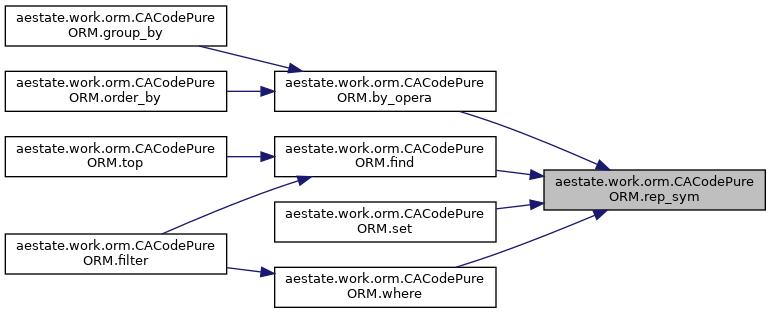 aestate.work.orm.CACodePure
ORM.group_by
aestate.work.orm.CACodePure
ORM.order_by
aestate.work.orm.CACodePure
ORM.by_opera
aestate.work.orm.CACodePure
ORM.top
aestate.work.orm.CACodePure
ORM.find
aestate.work.orm.CACodePure
ORM.rep_sym
aestate.work.orm.CACodePure
ORM.set
aestate.work.orm.CACodePure
ORM.filter
aestate.work.orm.CACodePure
ORM.where